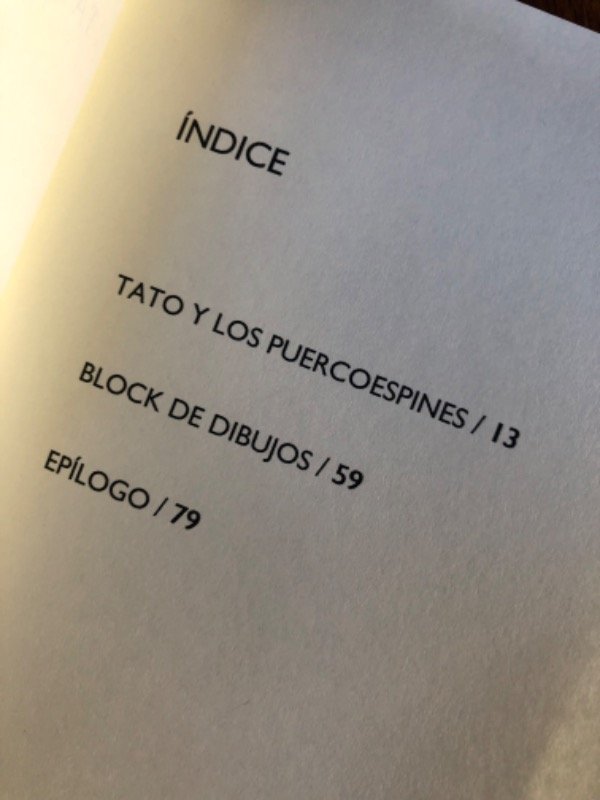 ÍNDICE
TATO Y LOS PUERCOESPINES / 13
BLOCK DE DIBUJOS / 59
EPÍLOGO / 79